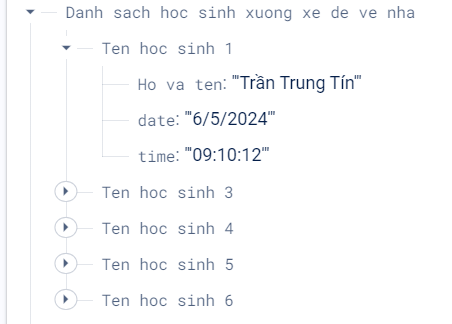 Danh sach hoc sinh xuong xe de ve nha
Ten hoc sinh 1
Ho va ten: "'Trần Trung Tín'"
date: "'6/5/2024'"
time: "'09:10:12'"
Ten hoc sinh 3
Ten hoc sinh 4
Ten hoc sinh 5
Ten hoc sinh 6